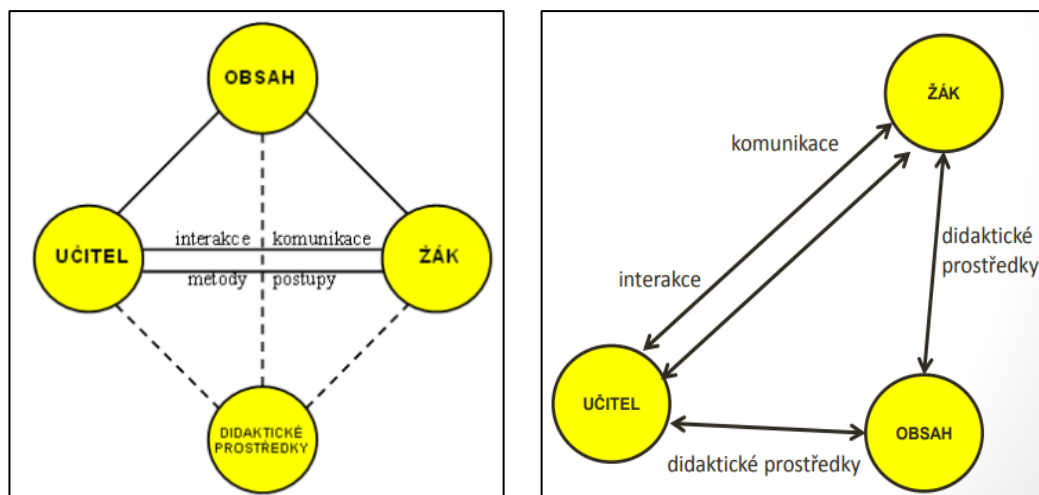 OBSAH
UČITEL
interakce komunikace
metody postupy
ŽÁK
DIDAKTICKÉ
PROSTŘEDKY
ŽÁK
komunikace
didaktické
prostředky
interakce
UČITEL
OBSAH
didaktické prostředky